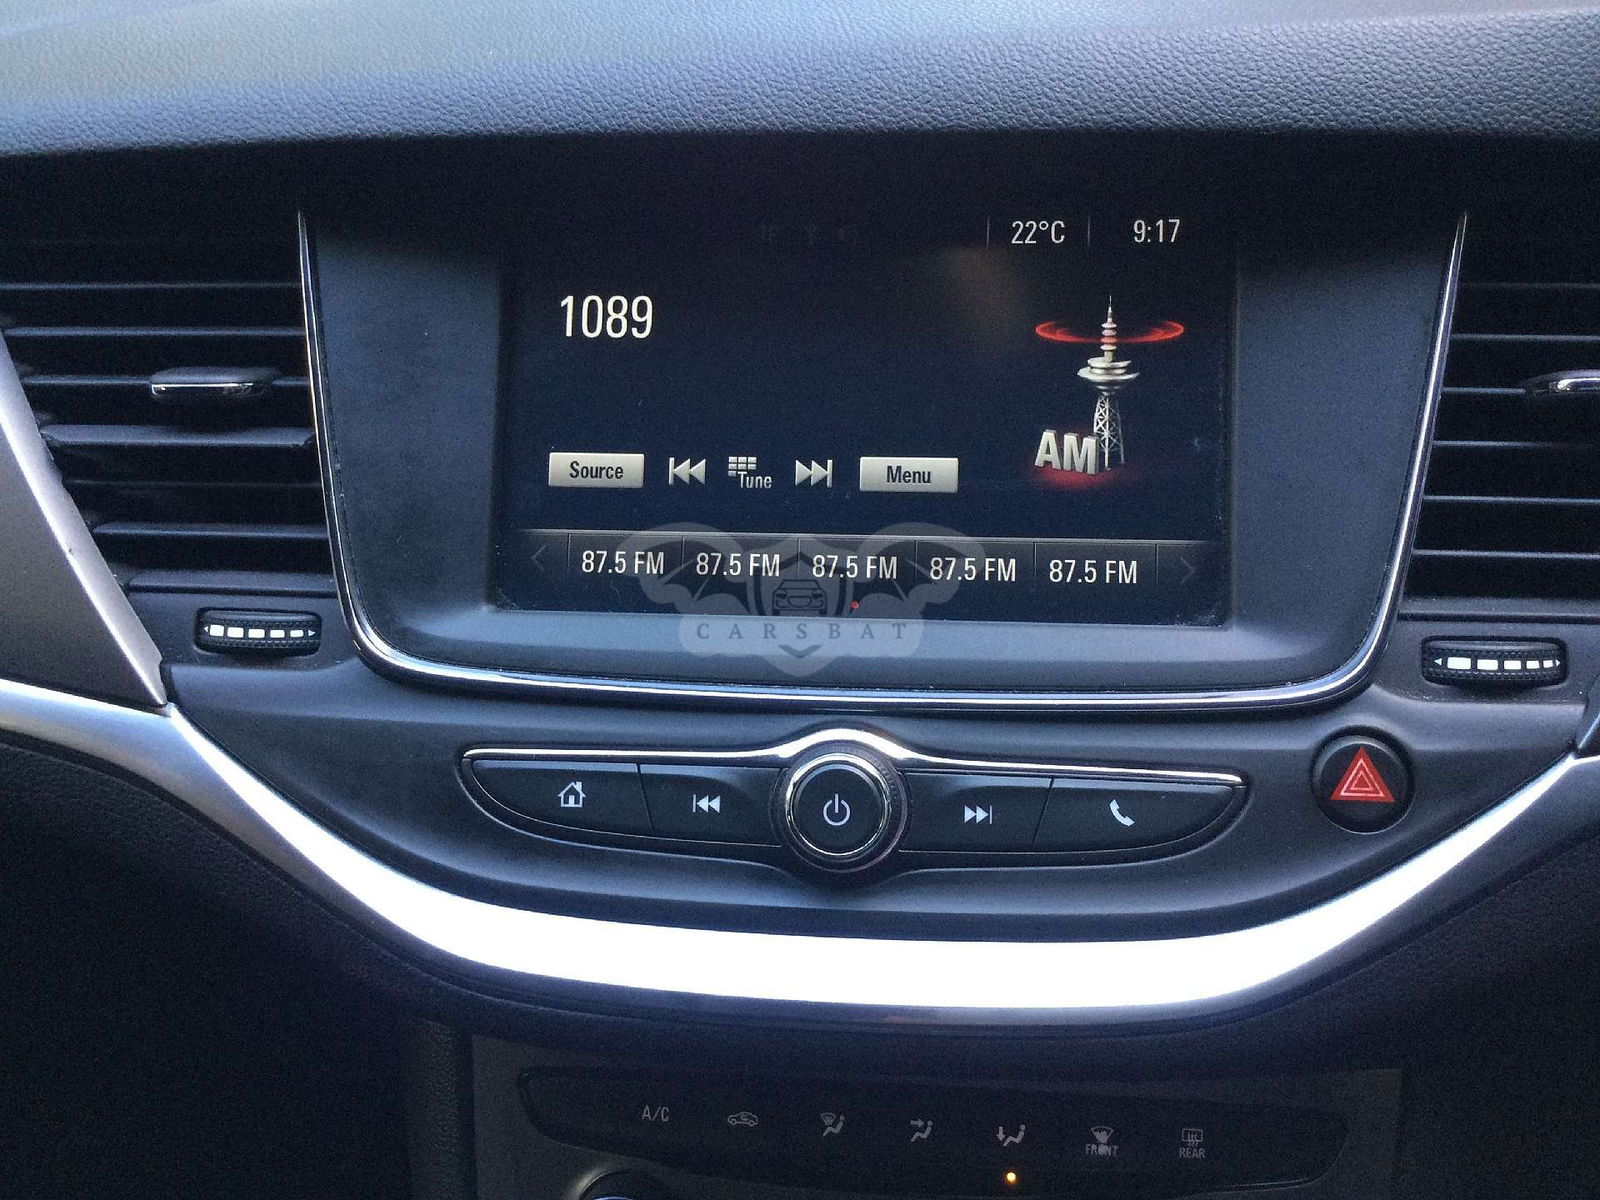 22°C 9:17
1089
AM
Source Tune Menu
87.5 FM 87.5 FM 87.5 FM 87.5 FM 87.5 FM
CARSBAT
A/C
FRONT REAR